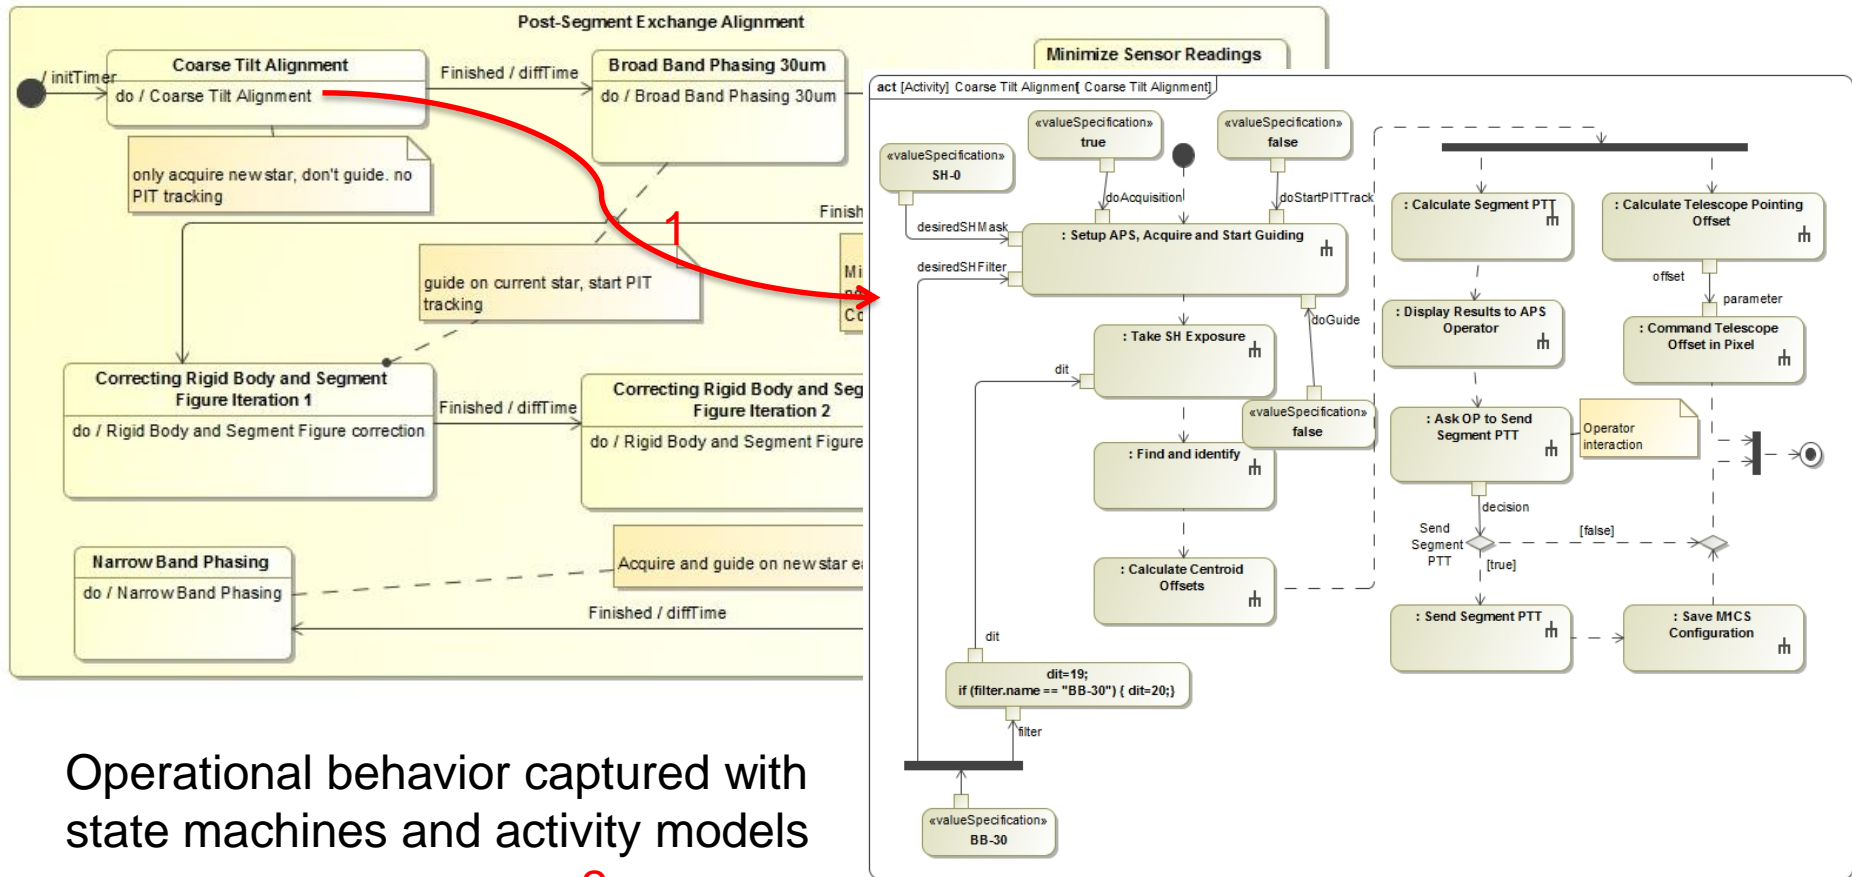 Post-Segment Exchange Alignment
/ initTimer
Coarse Tilt Alignment
do / Coarse Tilt Alignment
Finished / diffTime
Broad Band Phasing 30um
do / Broad Band Phasing 30um
Minimize Sensor Readings
only acquire new star, don't guide. no
PIT tracking
1
Finish
guide on current star, start PIT
tracking
Mi
Co
Correcting Rigid Body and Segment
Figure Iteration 1
do / Rigid Body and Segment Figure correction
Finished / diffTime
Correcting Rigid Body and Seg
Figure Iteration 2
do / Rigid Body and Segment Figure
Narrow Band Phasing
do / Narrow Band Phasing
Acquire and guide on new star ea
Finished / diffTime
act [Activity] Coarse Tilt Alignment[ Coarse Tilt Alignment]
«valueSpecification»
SH-0
«valueSpecification»
true
«valueSpecification»
false
doAcquisition
doStartPITTrack
desiredSHMask
desiredSHFilter
: Setup APS, Acquire and Start Guiding
doGuide
: Take SH Exposure
dit
«valueSpecification»
false
: Find and identify
: Calculate Centroid
Offsets
dit
dit=19;
if (filter.name == "BB-30") { dit=20;}
filter
«valueSpecification»
BB-30
: Calculate Segment PTT
: Calculate Telescope Pointing
Offset
offset
parameter
: Display Results to APS
Operator
: Command Telescope
Offset in Pixel
: Ask OP to Send
Segment PTT
Operator
interaction
decision
Send
Segment
PTT
[false]
[true]
: Send Segment PTT
: Save M1CS
Configuration
Operational behavior captured with
state machines and activity models